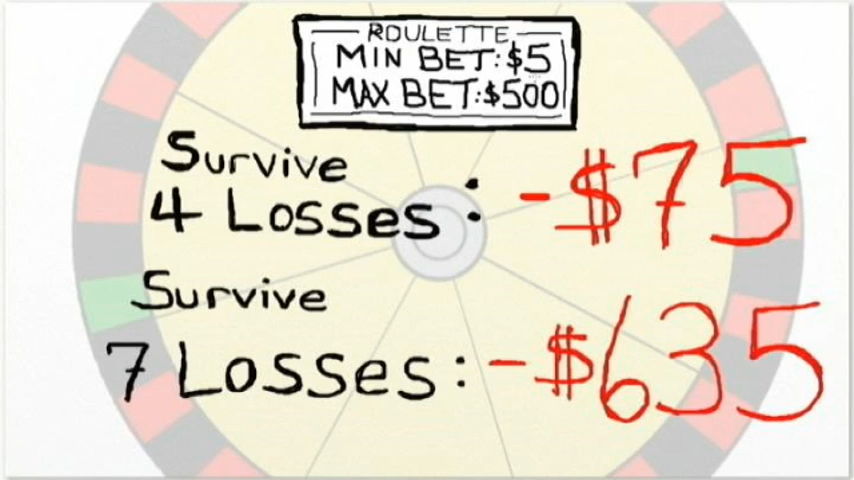 ROULETTE
MIN BET:$5
MAX BET:$500
Survive
4 Losses: -$75
Survive
7 Losses: -$635